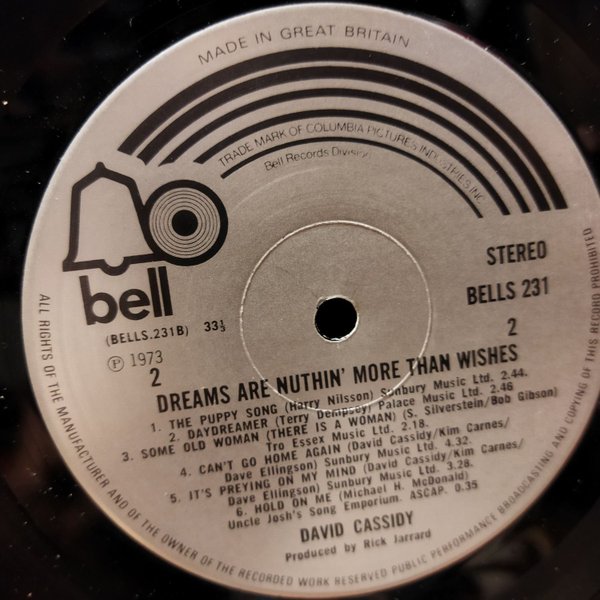 MADE IN GREAT BRITAIN
TRADE MARK OF COLUMBIA PICTURES INDUSTRIES INC.
Bell Records Division
bell
STEREO
BELLS 231
2
(BELLS.231B) 33⅓
Ⓟ 1973
2
DREAMS ARE NUTHIN' MORE THAN WISHES
1. THE PUPPY SONG (Harry Nilsson) Sunbury Music Ltd. 2.44.
2. DAYDREAMER (Terry Dempsey) Palace Music Ltd. 2.46
3. SOME OLD WOMAN (THERE IS A WOMAN) (S. Silverstein/Bob Gibson)
Tro Essex Music Ltd. 2.18.
4. CAN'T GO HOME AGAIN (David Cassidy/Kim Carnes/
Dave Ellingson) Sunbury Music Ltd. 4.32.
5. IT'S PREYING ON MY MIND (David Cassidy/Kim Carnes/
Dave Ellingson) Sunbury Music Ltd. 3.28.
6. HOLD ON ME (Michael H. McDonald)
Uncle Josh's Song Emporium. ASCAP. 0.35
DAVID CASSIDY
Produced by Rick Jarrard
ALL RIGHTS OF THE MANUFACTURER AND OF THE OWNER OF THE RECORDED WORK RESERVED PUBLIC PERFORMANCE BROADCASTING AND COPYING OF THIS RECORD PROHIBITED